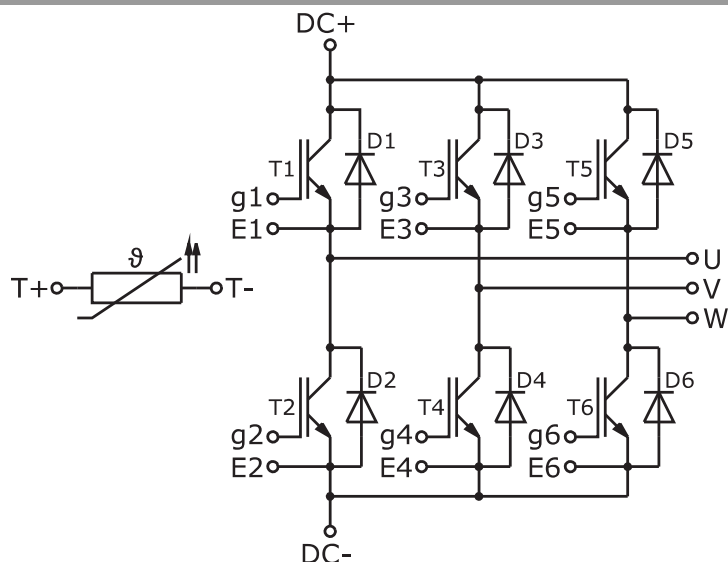 DC+
T1 D1 T3 D3 T5 D5
g1 g3 g5
E1 E3 E5
ϑ
T+ T-
U
V
W
T2 D2 T4 D4 T6 D6
g2 g4 g6
E2 E4 E6
DC-